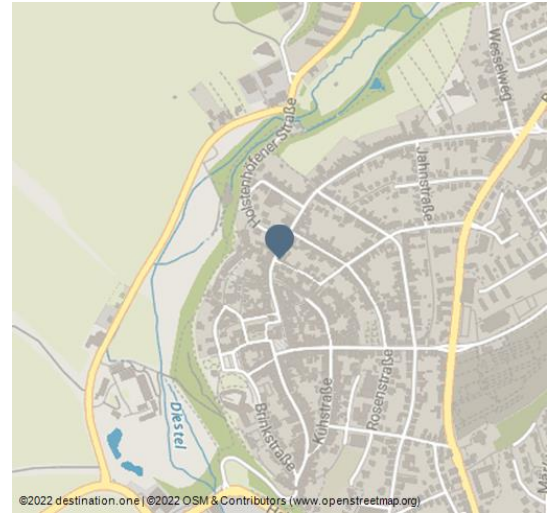 Wesselweg
Holstenhöfener Straße
Jahnstraße
Diestel
Brinkstraße
Kuhstraße
Rosenstraße
©2022 destination.one | ©2022 OSM & Contributors (www.openstreetmap.org)